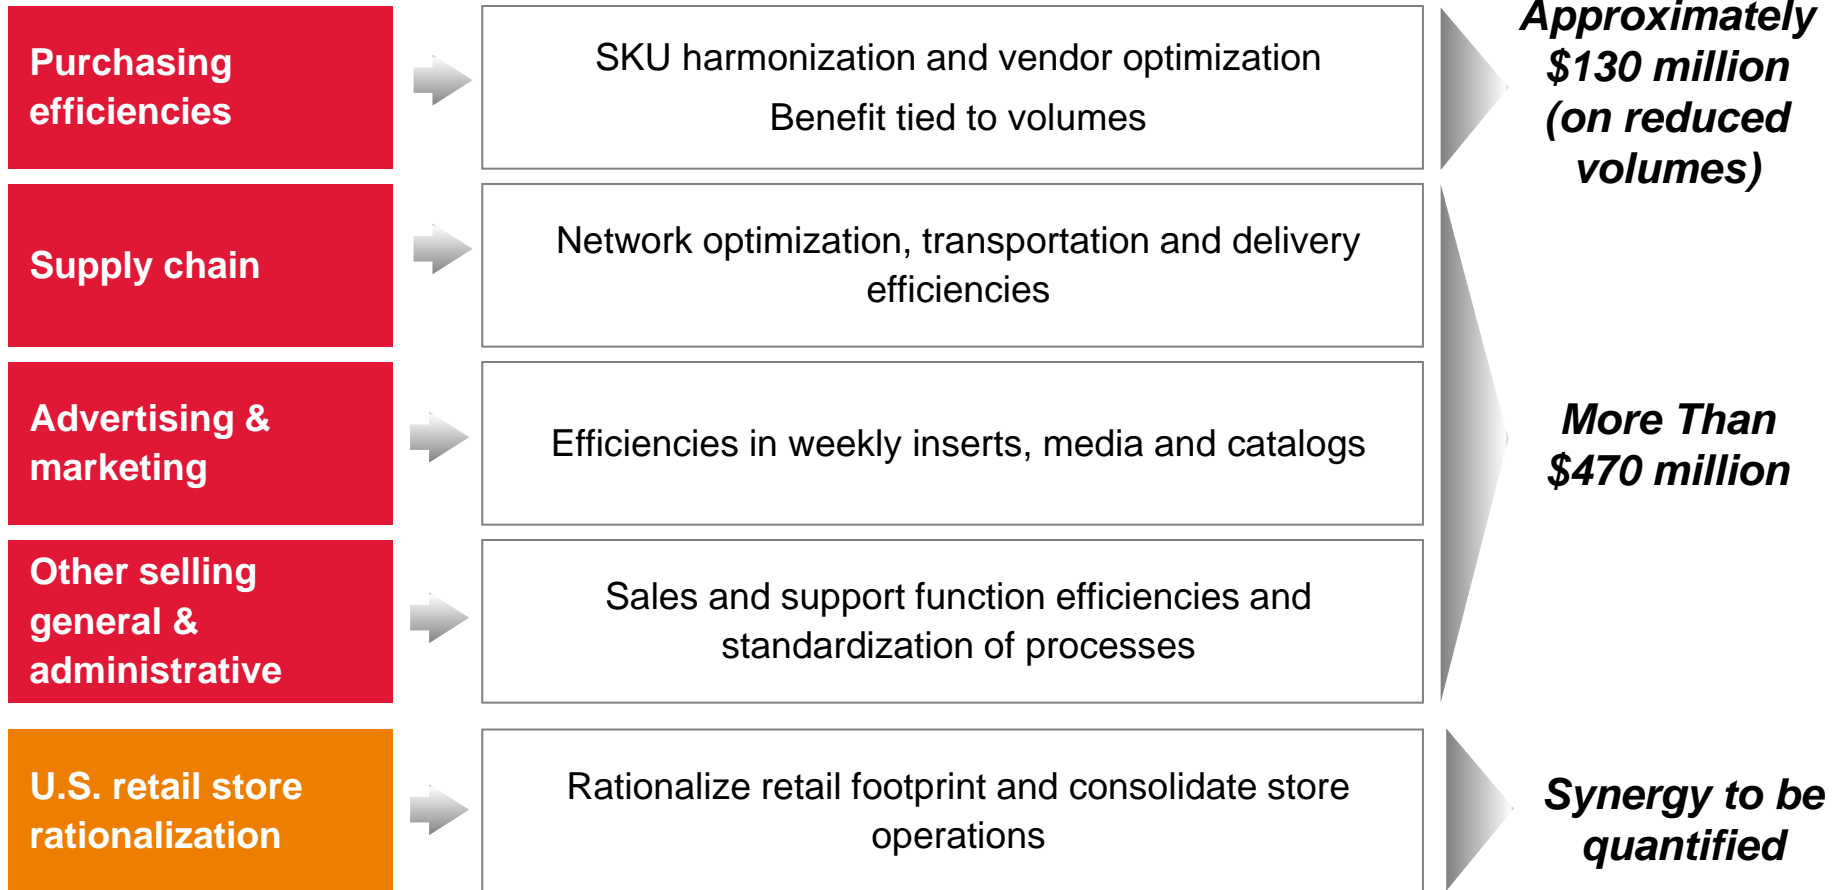 Purchasing
efficiencies
SKU harmonization and vendor optimization
Benefit tied to volumes
Approximately
$130 million
(on reduced
volumes)
Supply chain
Network optimization, transportation and delivery
efficiencies
Advertising &
marketing
Efficiencies in weekly inserts, media and catalogs
More Than
$470 million
Other selling
general &
administrative
Sales and support function efficiencies and
standardization of processes
U.S. retail store
rationalization
Rationalize retail footprint and consolidate store
operations
Synergy to be
quantified